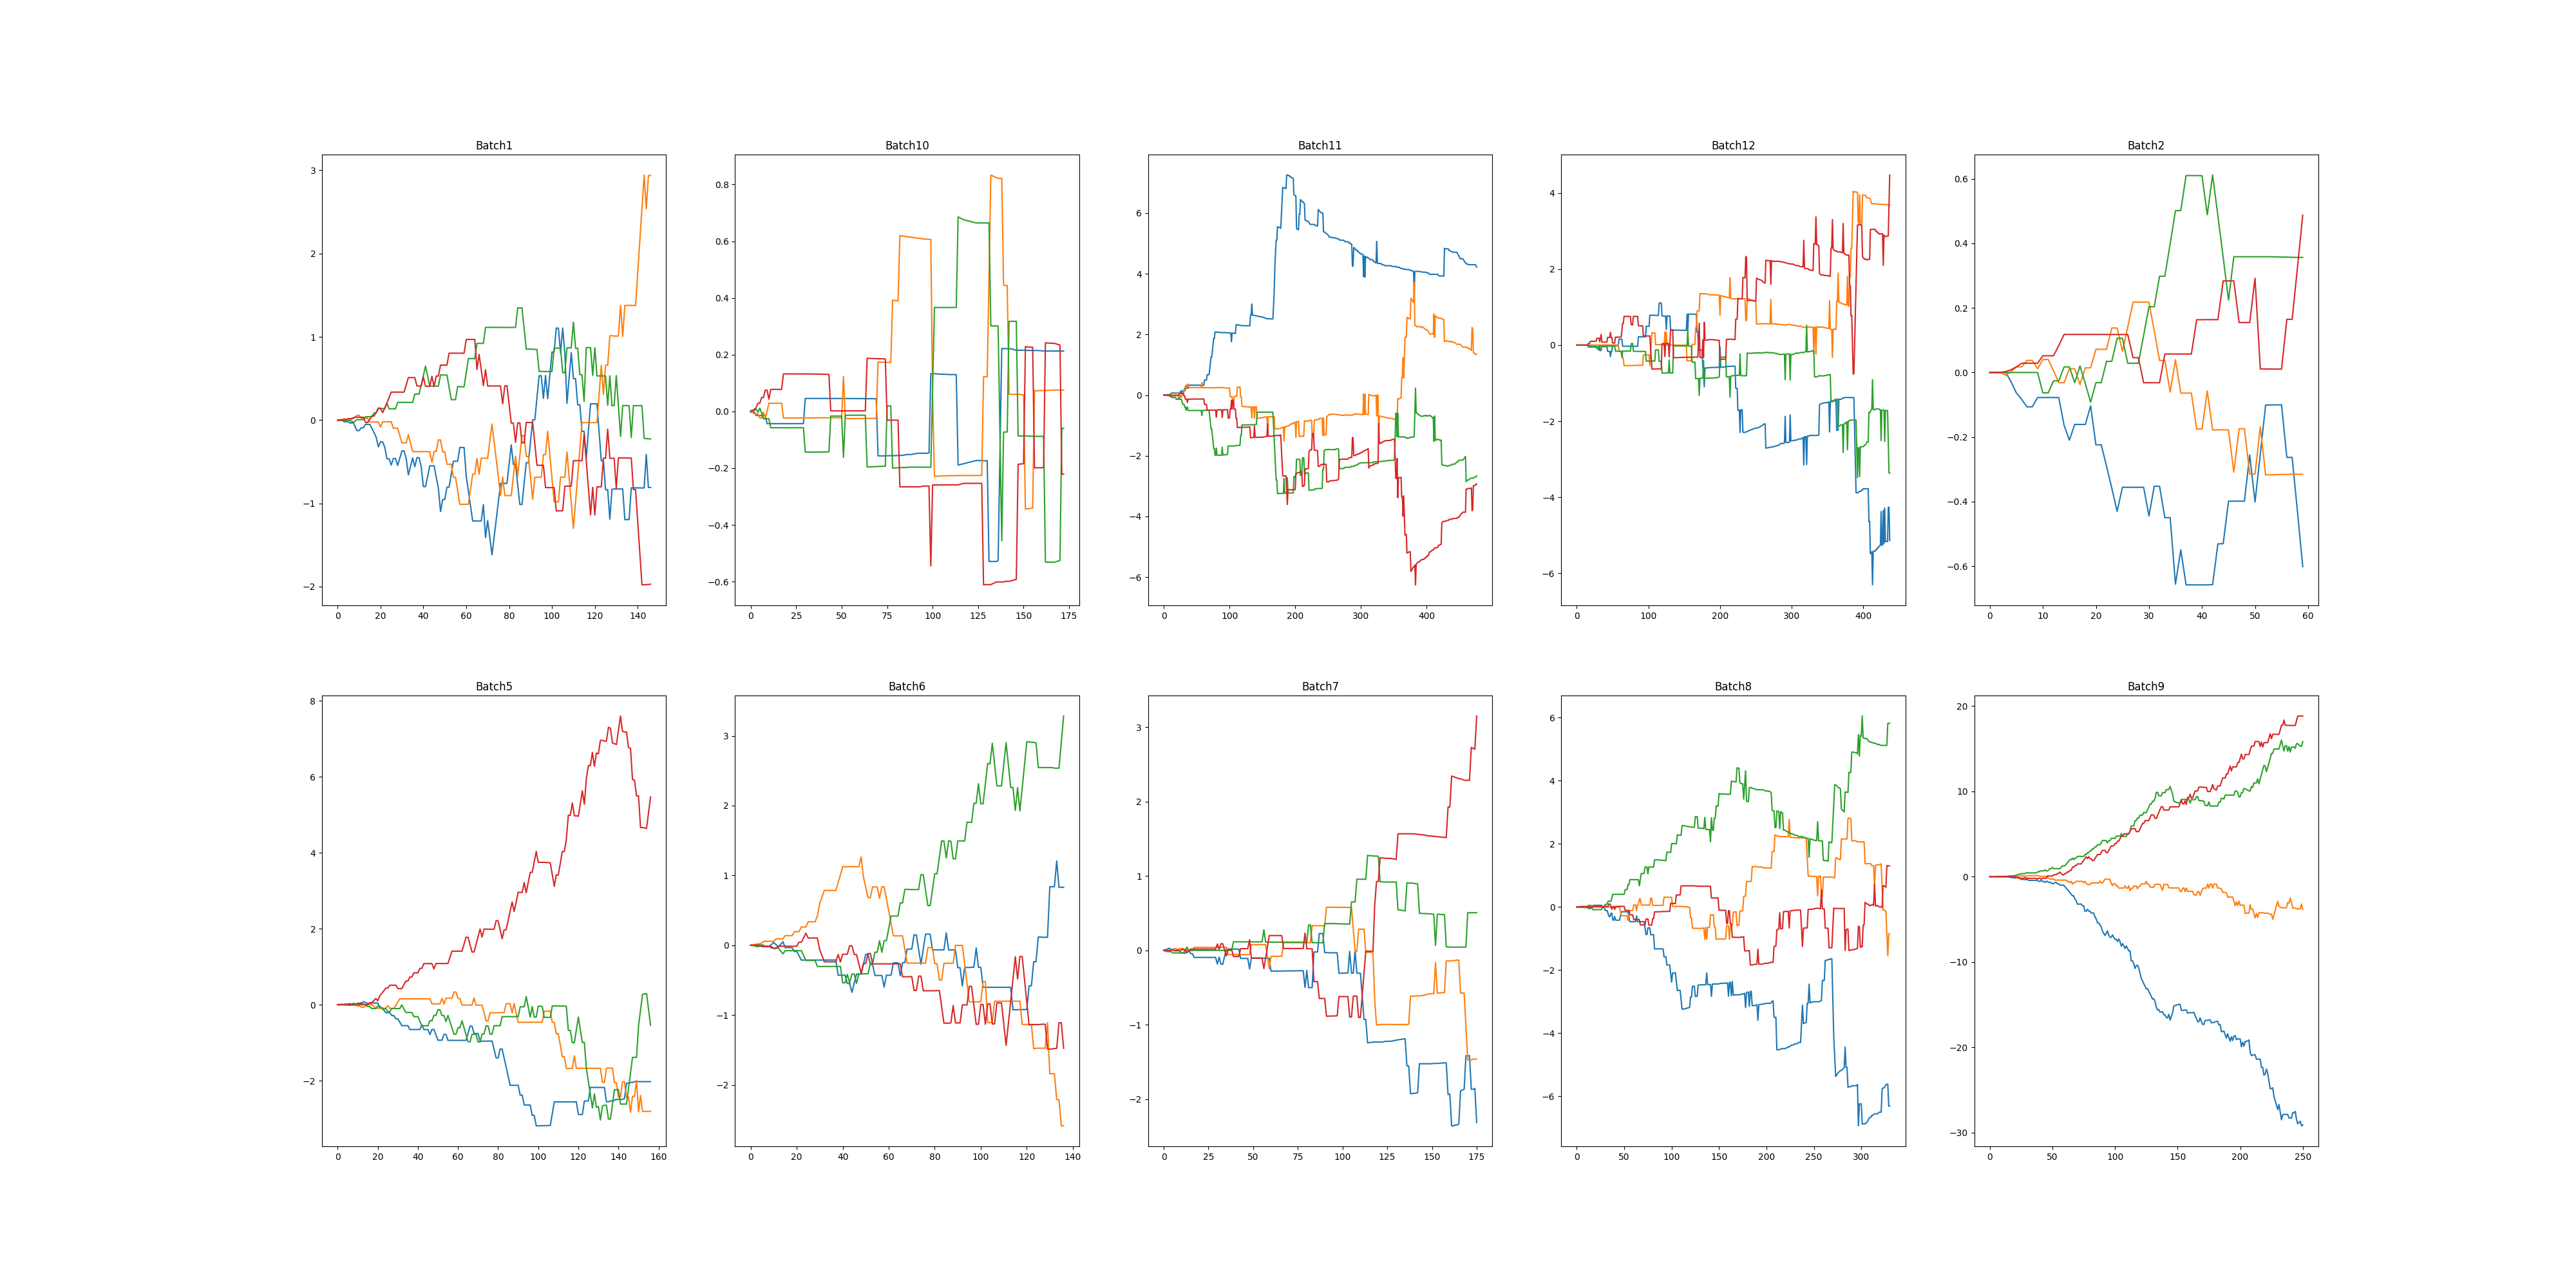 Batch1 Batch10 Batch11 Batch12 Batch2
3 2 1 0 −1 −2
0 20 40 60 80 100 120 140
0.8 0.6 0.4 0.2 0.0 −0.2 −0.4 −0.6
0 25 50 75 100 125 150 175
6 4 2 0 −2 −4 −6
0 100 200 300 400
4 2 0 −2 −4 −6
0 100 200 300 400
0.6 0.4 0.2 0.0 −0.2 −0.4 −0.6
0 10 20 30 40 50 60
Batch5 Batch6 Batch7 Batch8 Batch9
8 6 4 2 0 −2
0 20 40 60 80 100 120 140 160
3 2 1 0 −1 −2
0 20 40 60 80 100 120 140
3 2 1 0 −1 −2
0 25 50 75 100 125 150 175
6 4 2 0 −2 −4 −6
0 50 100 150 200 250 300
20 10 0 −10 −20 −30
0 50 100 150 200 250